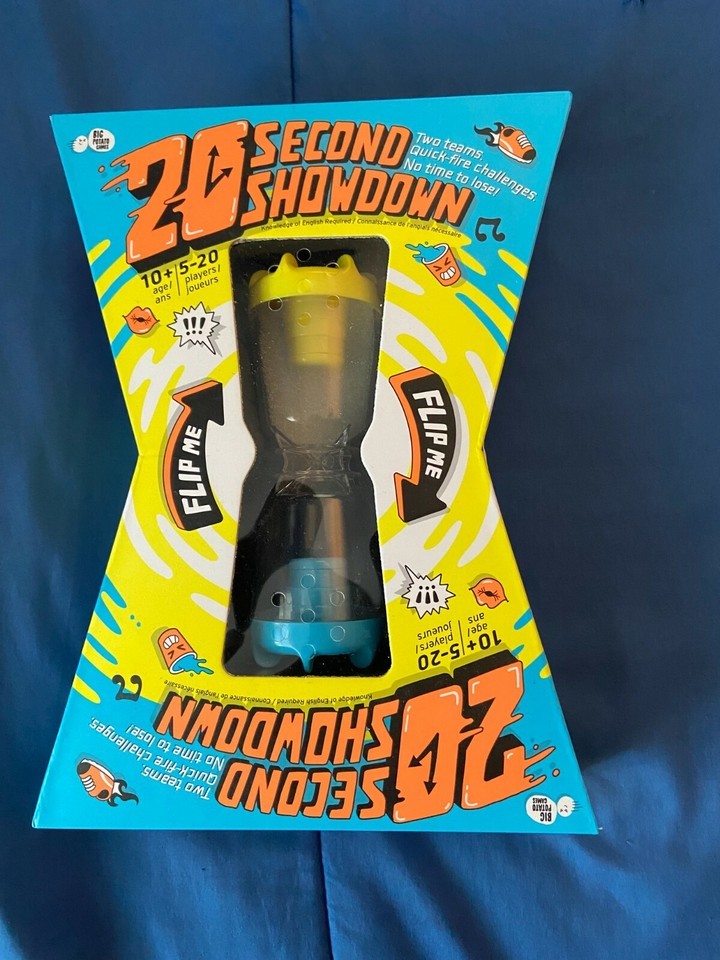 BIG
POTATO
GAMES
20 SECOND
SHOWDOWN
Two teams.
Quick-fire challenges.
No time to lose!
Knowledge of English Required / Connaissance de l'anglais nécessaire
10+ 5-20
age/ players/
ans joueurs
!!!
FLIP ME
FLIP ME
!!!
10+ 5-20
age/ players/
ans joueurs
Knowledge of English Required / Connaissance de l'anglais nécessaire
20 SECOND
SHOWDOWN
Two teams
Quick-fire challenges.
No time to lose!
BIG
POTATO
GAMES